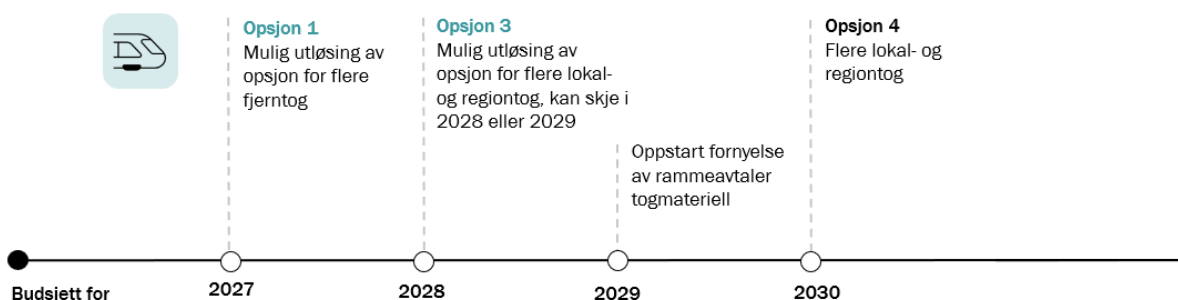 Opsjon 1
Mulig utløsing av
opsjon for flere
fjerntog
Opsjon 3
Mulig utløsing av
opsjon for flere lokal-
og regiontog, kan skje i
2028 eller 2029
Oppstart fornyelse
av rammeavtaler
togmateriell
Opsjon 4
Flere lokal- og
regiontog
Budsjett for
2027
2028
2029
2030